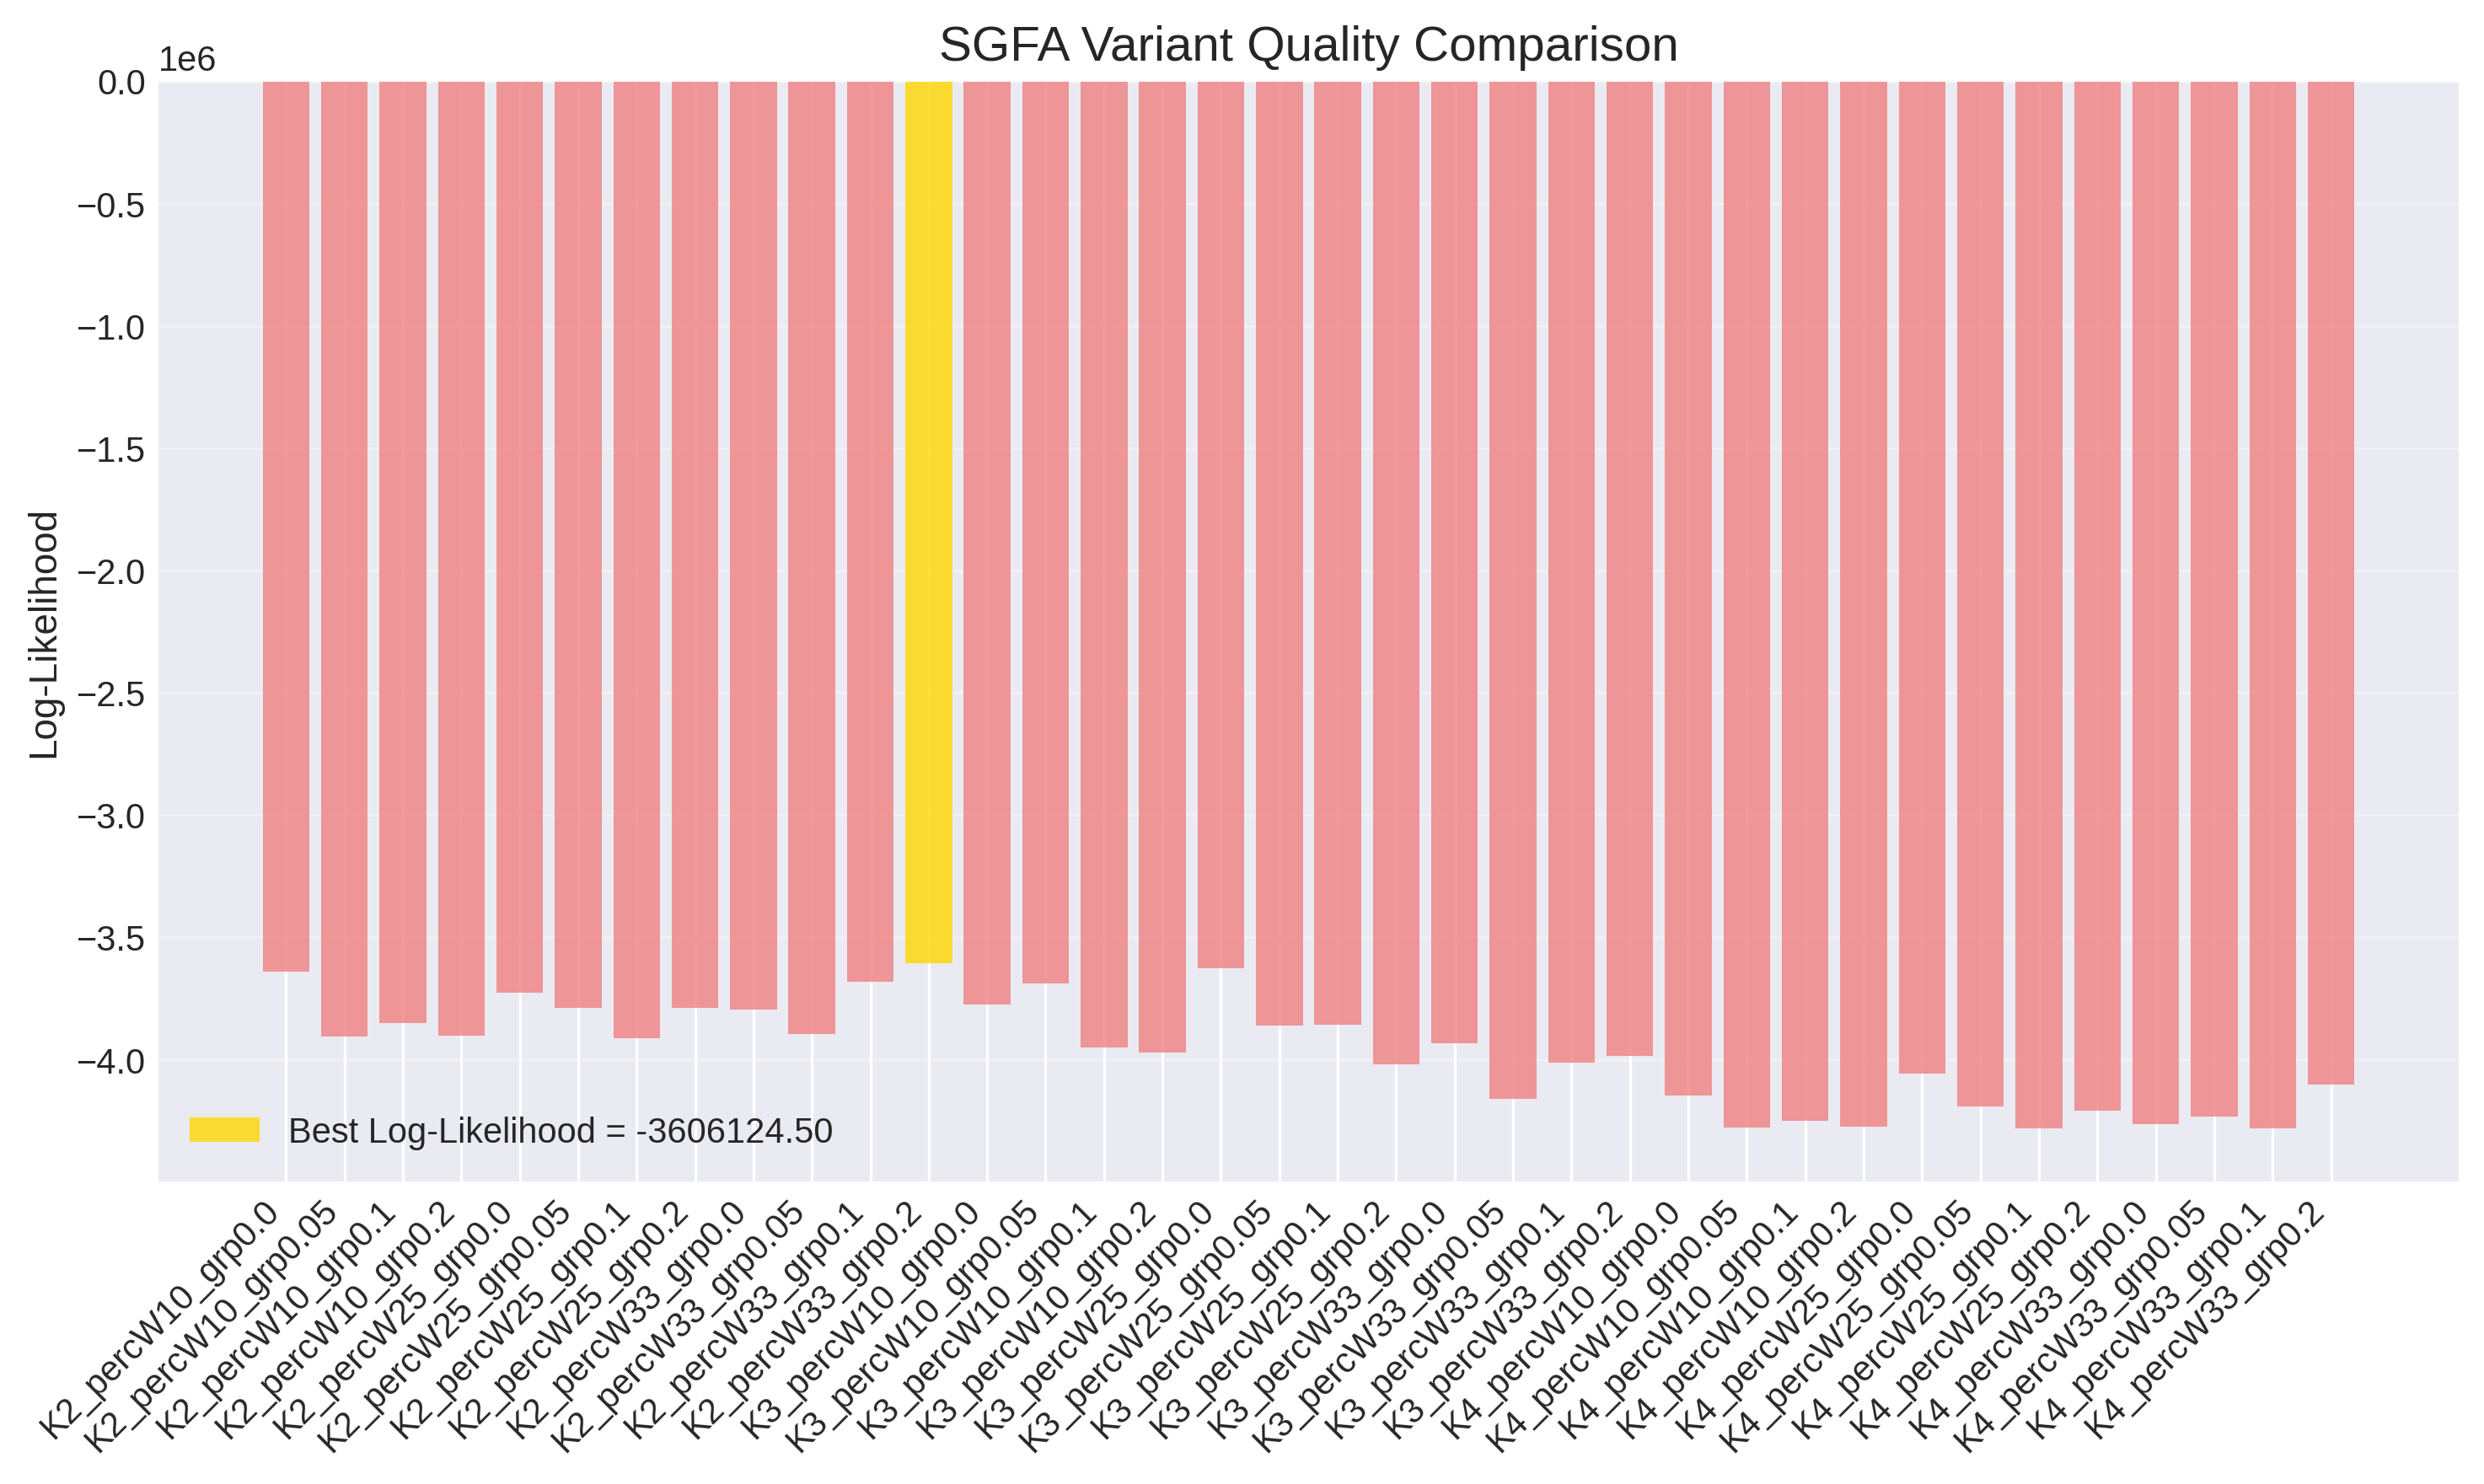 SGFA Variant Quality Comparison
1e6
0.0
−0.5
−1.0
−1.5
−2.0
−2.5
−3.0
−3.5
−4.0
Log-Likelihood
Best Log-Likelihood = -3606124.50
K2_percW10_grp0.0
K2_percW10_grp0.05
K2_percW10_grp0.1
K2_percW10_grp0.2
K2_percW25_grp0.0
K2_percW25_grp0.05
K2_percW25_grp0.1
K2_percW25_grp0.2
K2_percW33_grp0.0
K2_percW33_grp0.05
K2_percW33_grp0.1
K2_percW33_grp0.2
K3_percW10_grp0.0
K3_percW10_grp0.05
K3_percW10_grp0.1
K3_percW10_grp0.2
K3_percW25_grp0.0
K3_percW25_grp0.05
K3_percW25_grp0.1
K3_percW25_grp0.2
K3_percW33_grp0.0
K3_percW33_grp0.05
K3_percW33_grp0.1
K3_percW33_grp0.2
K4_percW10_grp0.0
K4_percW10_grp0.05
K4_percW10_grp0.1
K4_percW10_grp0.2
K4_percW25_grp0.0
K4_percW25_grp0.05
K4_percW25_grp0.1
K4_percW25_grp0.2
K4_percW33_grp0.0
K4_percW33_grp0.05
K4_percW33_grp0.1
K4_percW33_grp0.2